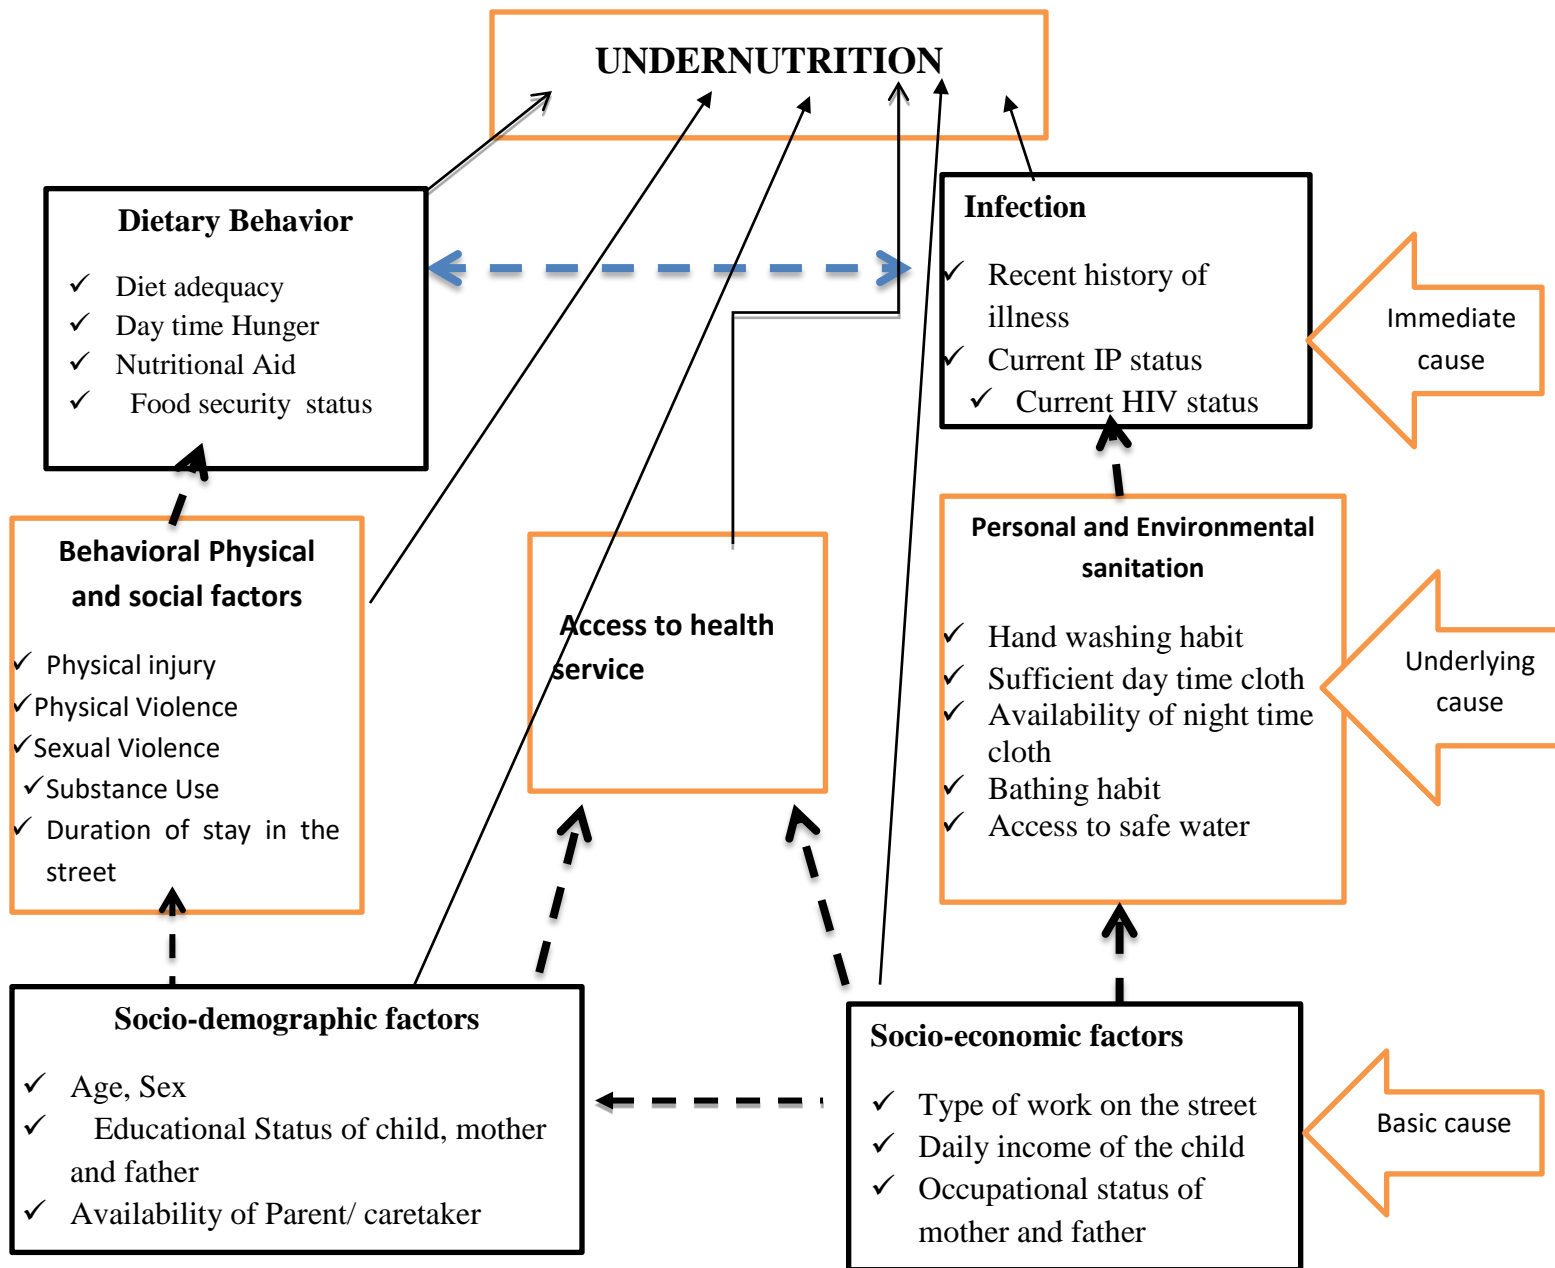 UNDERNUTRITION
Dietary Behavior
✓ Diet adequacy
✓ Day time Hunger
✓ Nutritional Aid
✓ Food security status
Infection
✓ Recent history of
illness
✓ Current IP status
✓ Current HIV status
Immediate
cause
Behavioral Physical
and social factors
✓ Physical injury
✓ Physical Violence
✓ Sexual Violence
✓ Substance Use
✓ Duration of stay in the
street
Access to health
service
Personal and Environmental
sanitation
✓ Hand washing habit
✓ Sufficient day time cloth
✓ Availability of night time
cloth
✓ Bathing habit
✓ Access to safe water
Underlying
cause
Socio-demographic factors
✓ Age, Sex
✓ Educational Status of child, mother
and father
✓ Availability of Parent/ caretaker
Socio-economic factors
✓ Type of work on the street
✓ Daily income of the child
✓ Occupational status of
mother and father
Basic cause